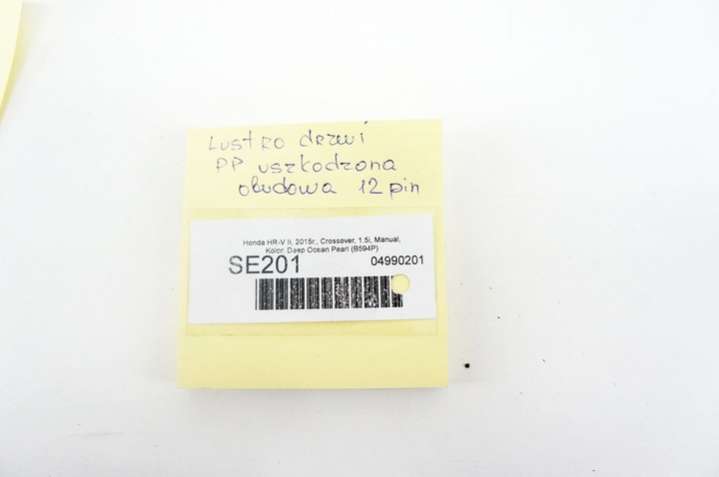 Lustro drzwi
PP uszkodzona
obudowa 12 pin
Honda HR-V II, 2015r., Crossover, 1.5i, Manual,
Kolor: Deep Ocean Pearl (B594P)
SE201 04990201